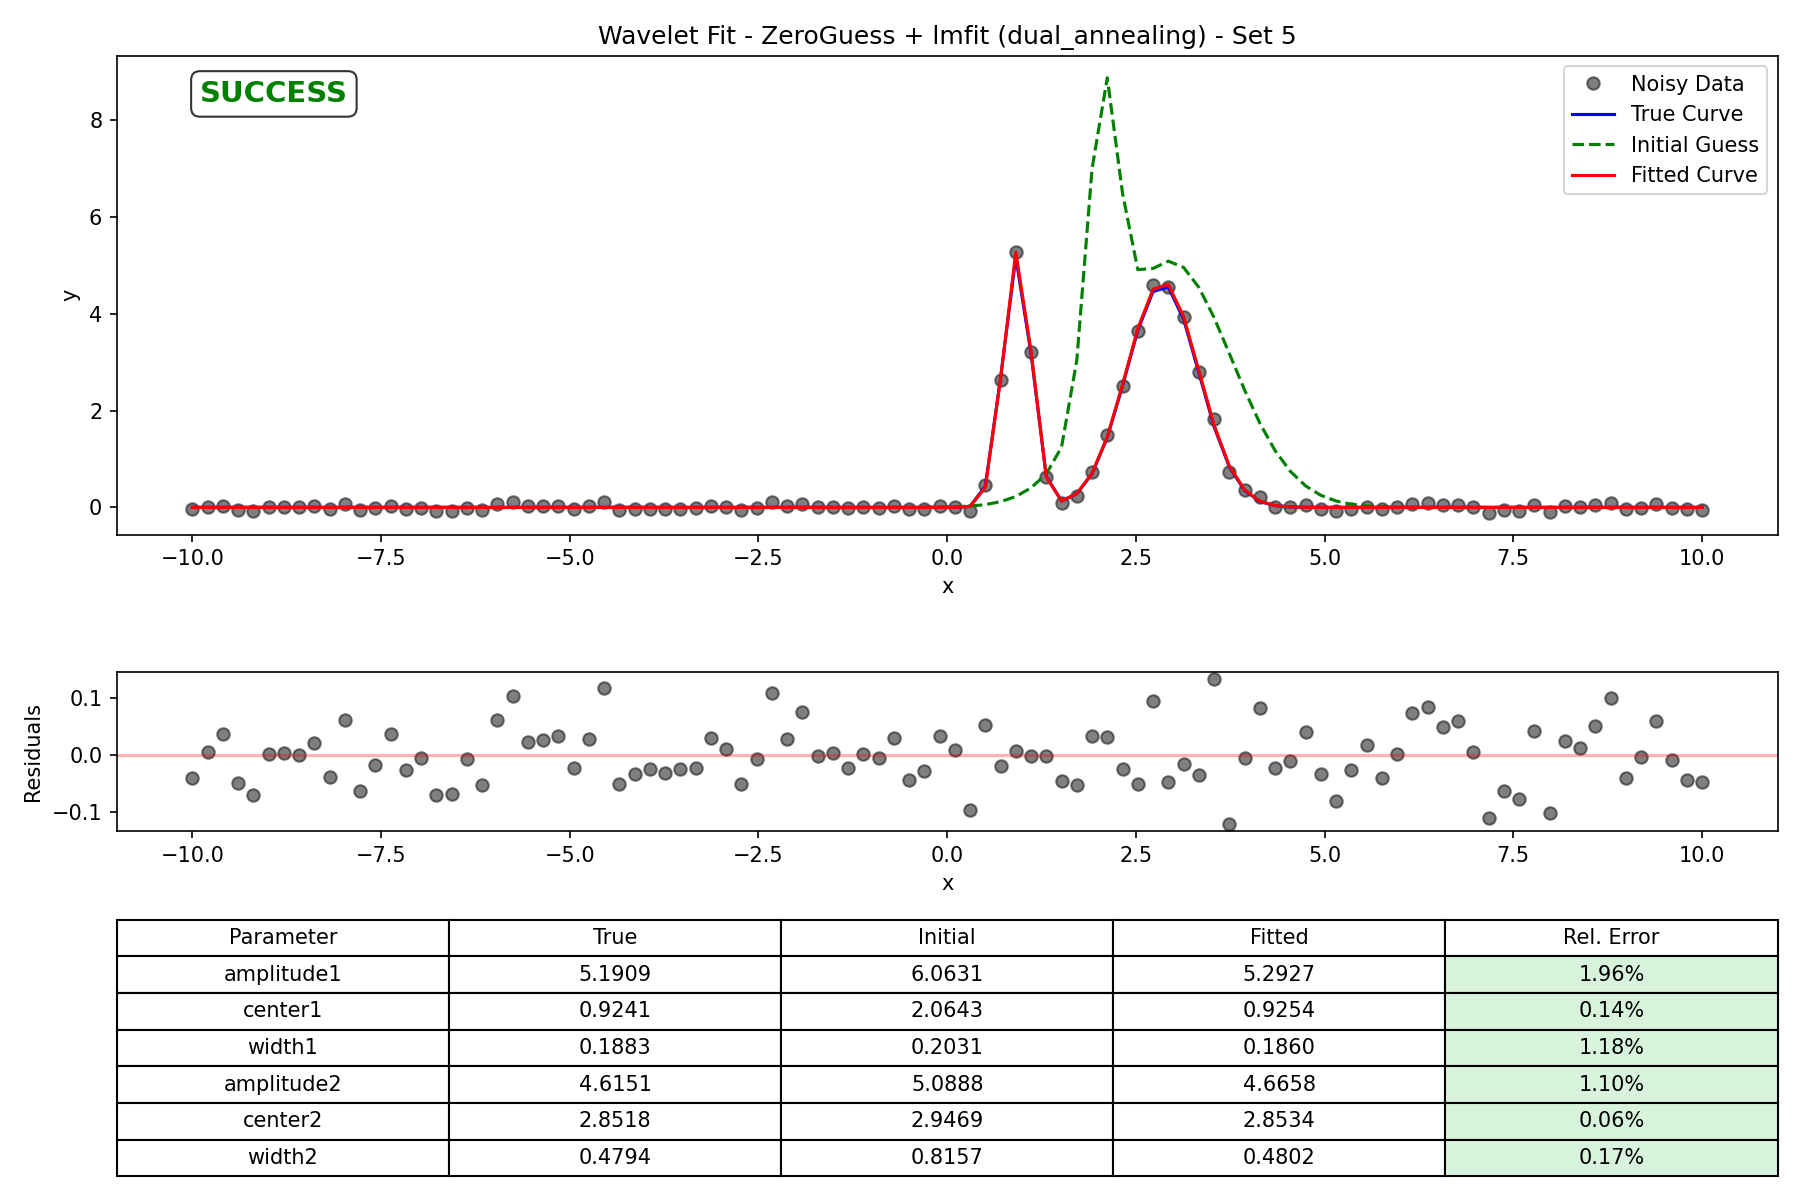 Wavelet Fit - ZeroGuess + lmfit (dual_annealing) - Set 5
SUCCESS
Noisy Data
True Curve
Initial Guess
Fitted Curve
y
8
6
4
2
0
−10.0 −7.5 −5.0 −2.5 0.0 2.5 5.0 7.5 10.0
x
Residuals
0.1
0.0
−0.1
−10.0 −7.5 −5.0 −2.5 0.0 2.5 5.0 7.5 10.0
x
Parameter True Initial Fitted Rel. Error
amplitude1 5.1909 6.0631 5.2927 1.96%
center1 0.9241 2.0643 0.9254 0.14%
width1 0.1883 0.2031 0.1860 1.18%
amplitude2 4.6151 5.0888 4.6658 1.10%
center2 2.8518 2.9469 2.8534 0.06%
width2 0.4794 0.8157 0.4802 0.17%